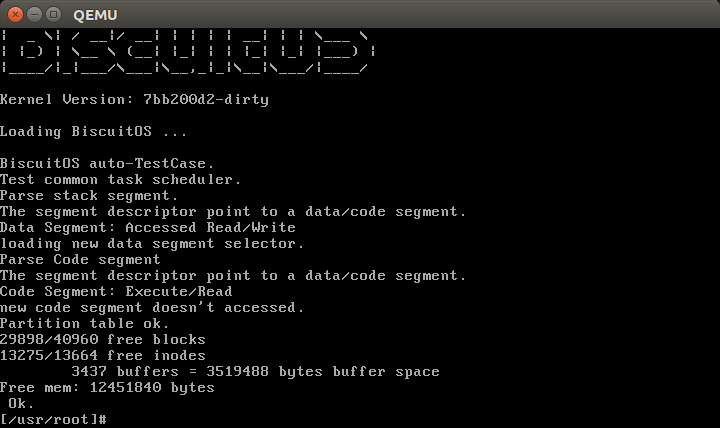 QEMU
BiscuitOS
Kernel Version: 7bb200d2-dirty
Loading BiscuitOS ...
BiscuitOS auto-TestCase.
Test common task scheduler.
Parse stack segment.
The segment descriptor point to a data/code segment.
Data Segment: Accessed Read/Write
loading new data segment selector.
Parse Code segment
The segment descriptor point to a data/code segment.
Code Segment: Execute/Read
new code segment doesn't accessed.
Partition table ok.
29898/40960 free blocks
13275/13664 free inodes
3437 buffers = 3519488 bytes buffer space
Free mem: 12451840 bytes
Ok.
[/usr/root]#